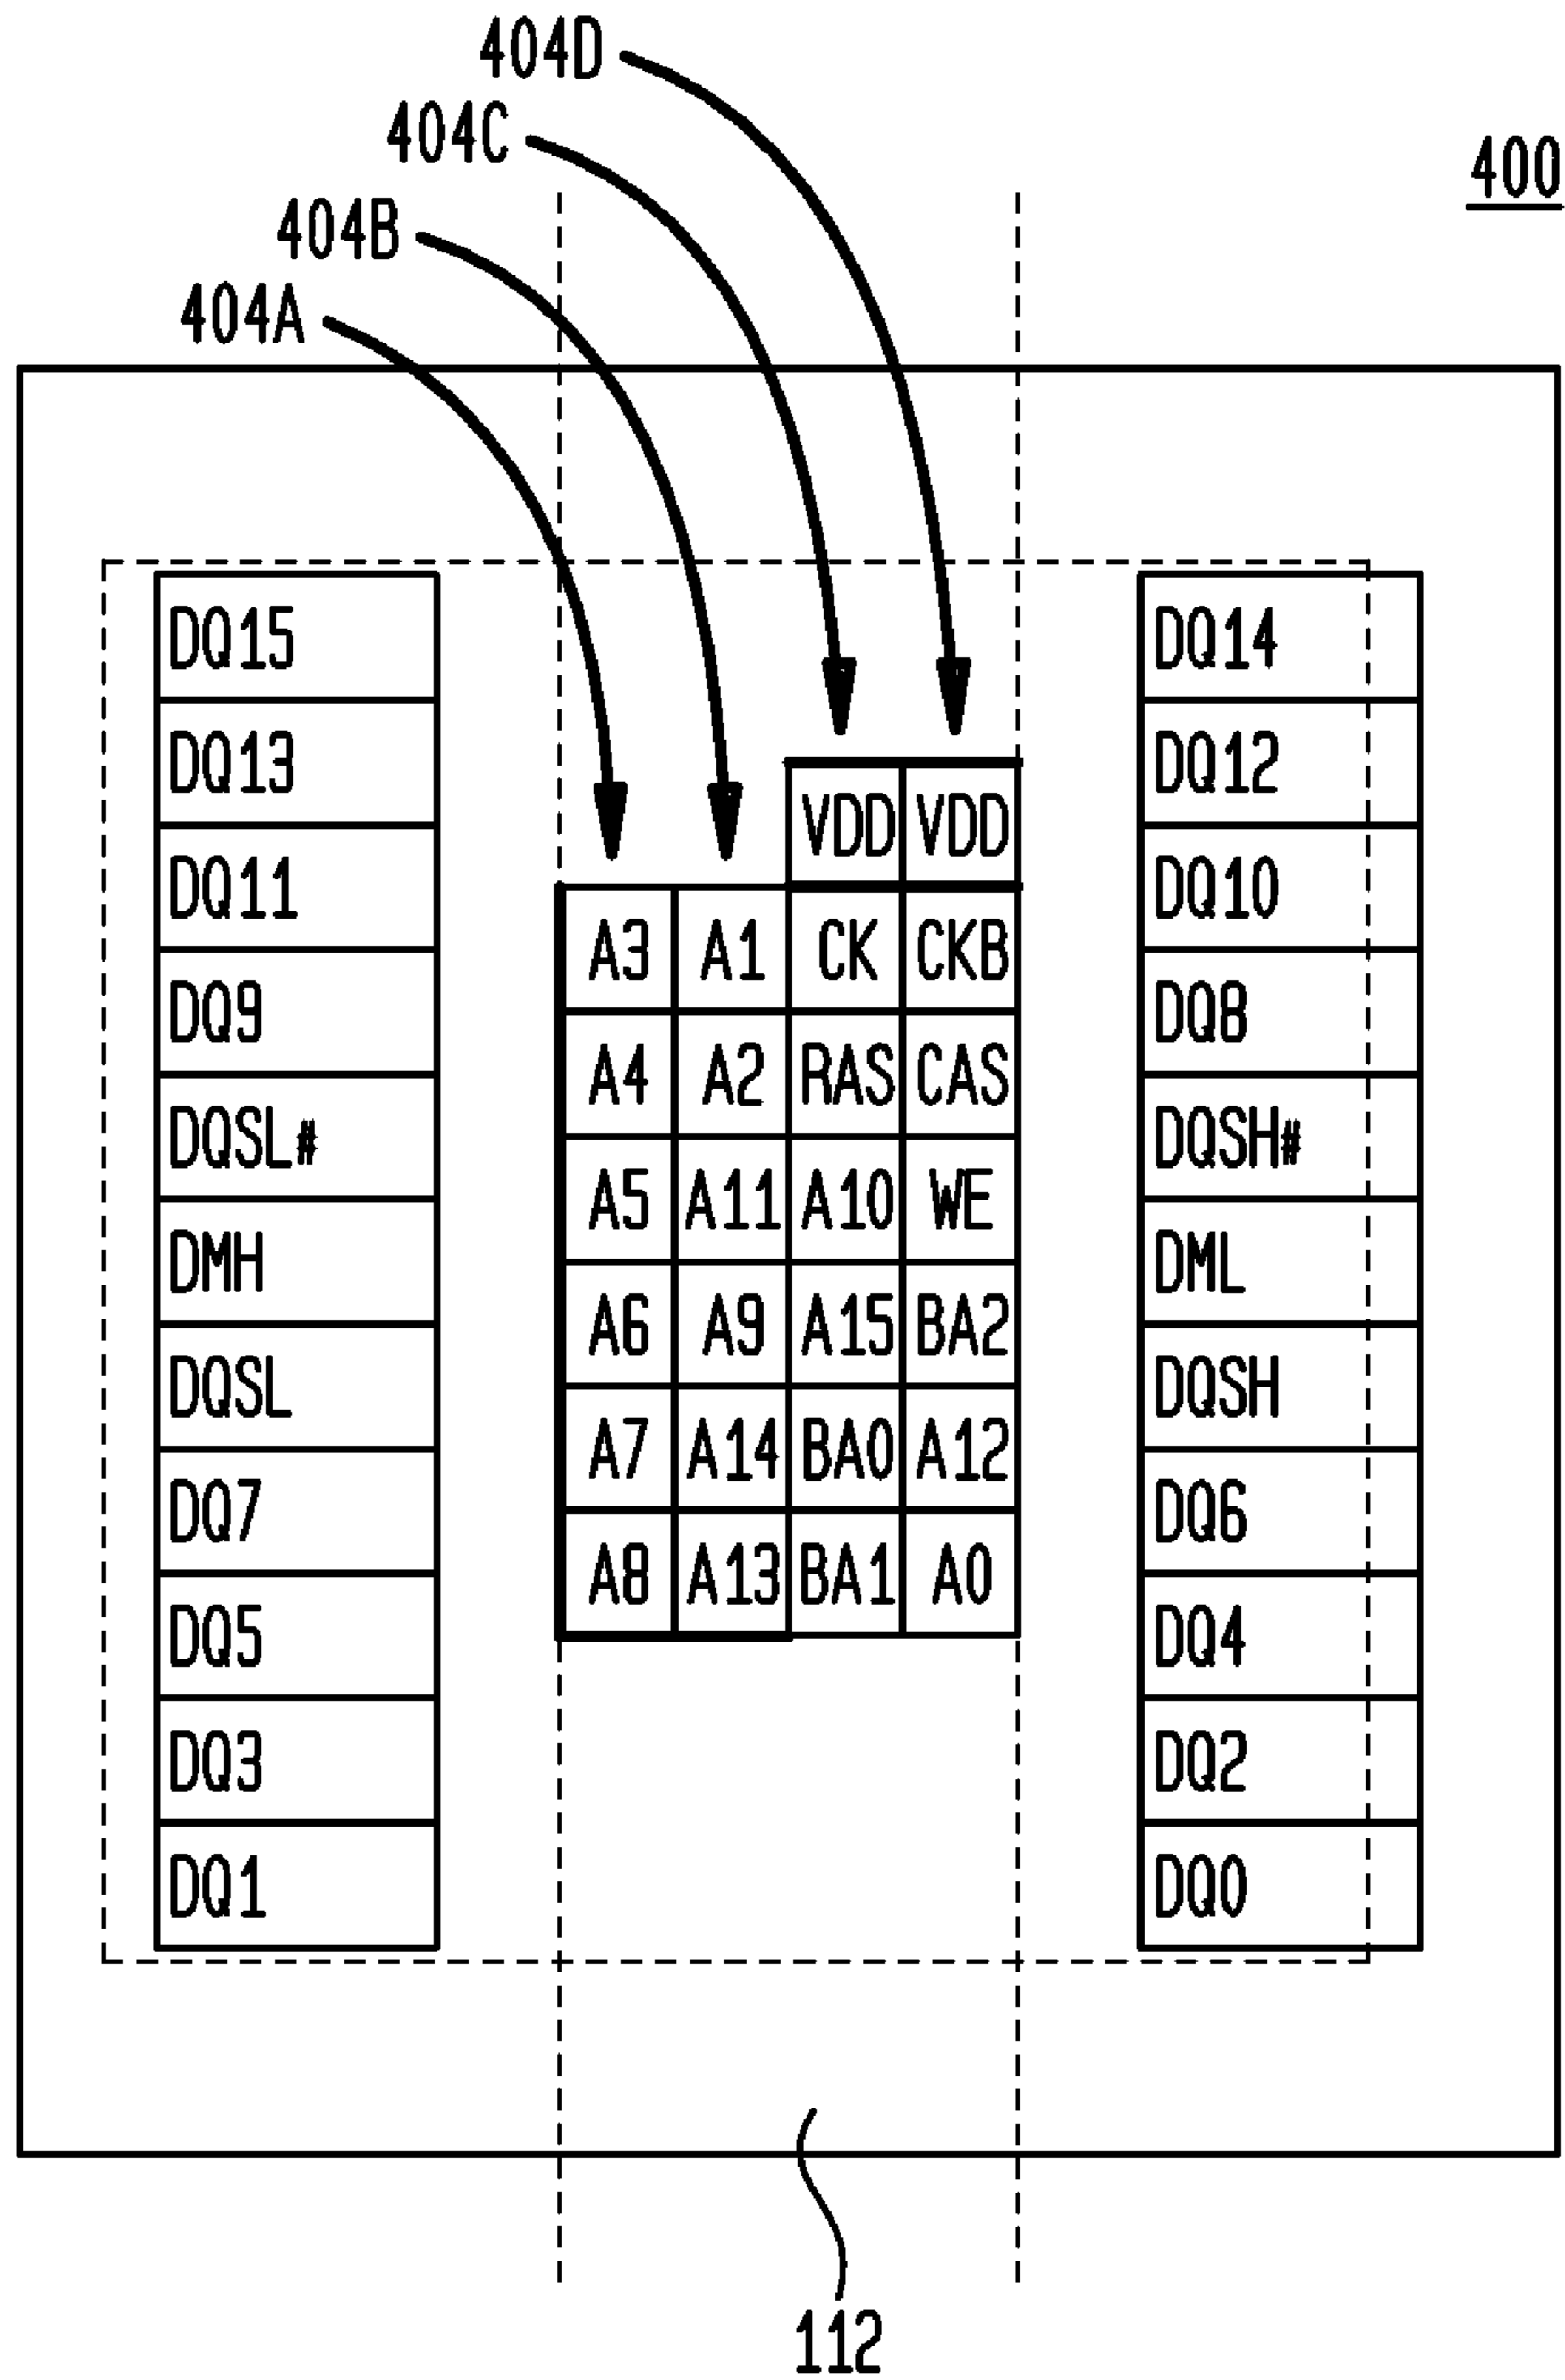 404D
404C
400
404B
404A
DQ15 DQ14
DQ13 DQ12
VDD VDD
DQ11 DQ10
A3 A1 CK CKB
DQ9 DQ8
A4 A2 RAS CAS
DQSL# DQSH#
A5 A11 A10 WE
DMH DML
A6 A9 A15 BA2
DQSL DQSH
A7 A14 BA0 A12
DQ7 DQ6
A8 A13 BA1 A0
DQ5 DQ4
DQ3 DQ2
DQ1 DQ0
112